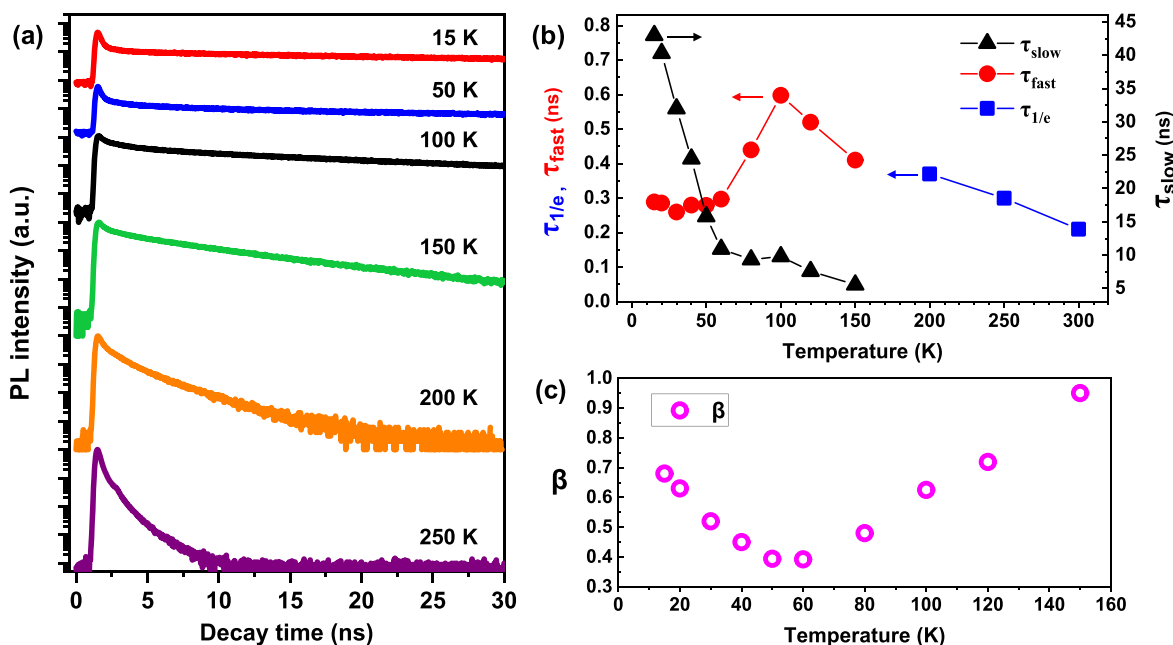 (a)
15 K
50 K
100 K
150 K
200 K
250 K
PL intensity (a.u.)
0 5 10 15 20 25 30
Decay time (ns)
(b)
0.8
0.7
0.6
0.5
0.4
0.3
0.2
0.1
0.0
τ1/e , τfast (ns)
τslow
τfast
τ1/e
45
40
35
30
25
20
15
10
5
τslow (ns)
0 50 100 150 200 250 300
Temperature (K)
(c)
β
1.0
0.9
0.8
0.7
0.6
0.5
0.4
0.3
β
0 20 40 60 80 100 120 140 160
Temperature (K)